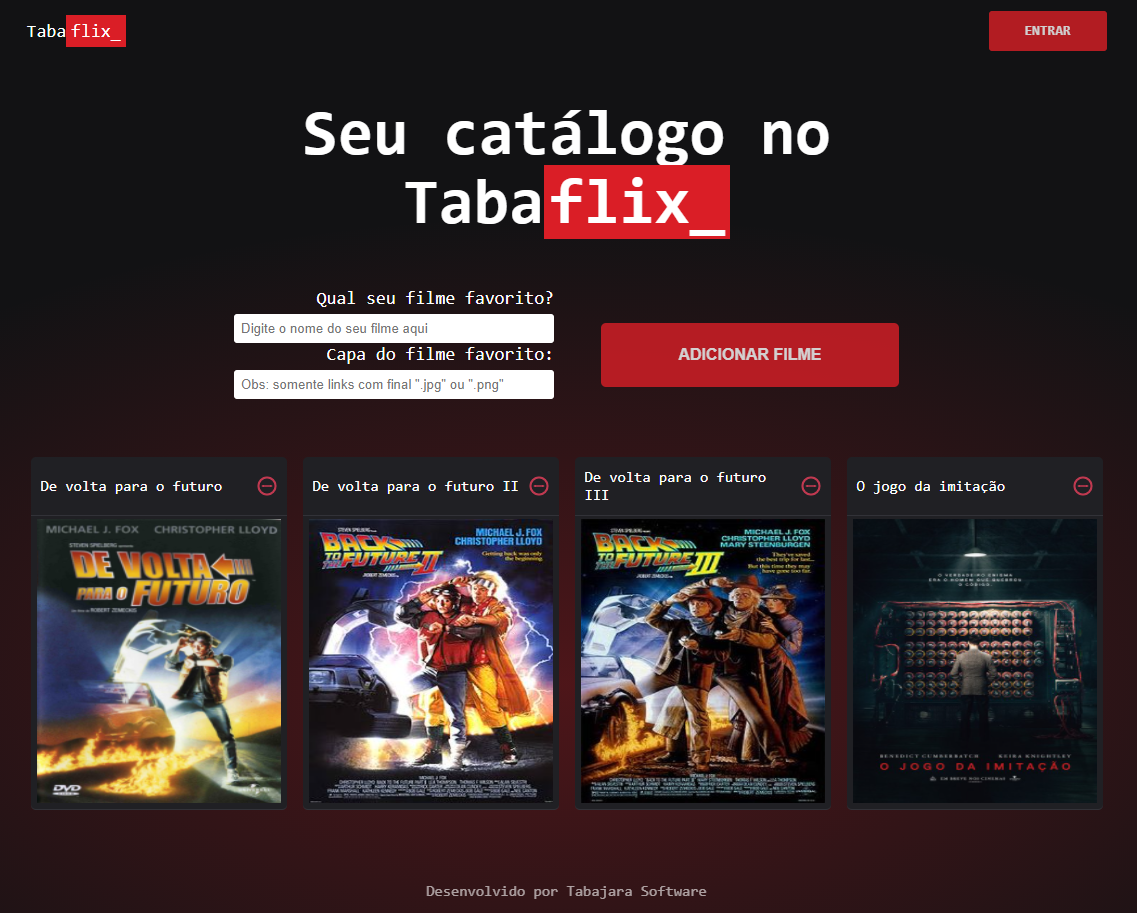 Tabaflix_
ENTRAR
Seu catálogo no
Tabaflix_
Qual seu filme favorito?
Digite o nome do seu filme aqui
Capa do filme favorito:
Obs: somente links com final ".jpg" ou ".png"
ADICIONAR FILME
De volta para o futuro
De volta para o futuro II
De volta para o futuro
III
O jogo da imitação
MICHAEL J. FOX CHRISTOPHER LLOYD
STEVEN SPIELBERG
DE VOLTA
PARA O FUTURO
ROBERT ZEMECKIS
DVD
STEVEN SPIELBERG
MICHAEL J. FOX
CHRISTOPHER LLOYD
BACK
TO THE FUTURE II
Getting back was only
the beginning.
ROBERT ZEMECKIS
STEVEN SPIELBERG
MICHAEL J. FOX
CHRISTOPHER LLOYD
MARY STEENBURGEN
BACK
TO THE FUTURE III
They've saved
the best trip for last...
But this time they may
have gone too far.
ROBERT ZEMECKIS
O VERDADEIRO ENIGMA
ERA O HOMEM QUE DECIFROU
O CÓDIGO.
BENEDICT CUMBERBATCH KEIRA KNIGHTLEY
O JOGO DA IMITAÇÃO
EM BREVE NOS CINEMAS
Desenvolvido por Tabajara Software